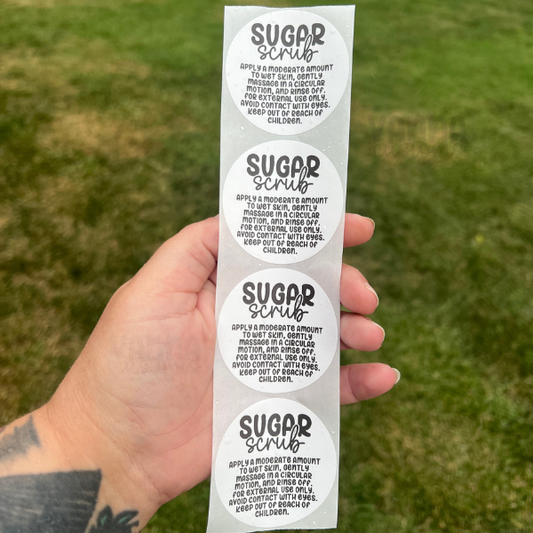 SUGAR
scrub
APPLY A MODERATE AMOUNT
TO WET SKIN, GENTLY
MASSAGE IN A CIRCULAR
MOTION, AND RINSE OFF.
FOR EXTERNAL USE ONLY.
AVOID CONTACT WITH EYES.
KEEP OUT OF REACH OF
CHILDREN.
SUGAR
scrub
APPLY A MODERATE AMOUNT
TO WET SKIN, GENTLY
MASSAGE IN A CIRCULAR
MOTION, AND RINSE OFF.
FOR EXTERNAL USE ONLY.
AVOID CONTACT WITH EYES.
KEEP OUT OF REACH OF
CHILDREN.
SUGAR
scrub
APPLY A MODERATE AMOUNT
TO WET SKIN, GENTLY
MASSAGE IN A CIRCULAR
MOTION, AND RINSE OFF.
FOR EXTERNAL USE ONLY.
AVOID CONTACT WITH EYES.
KEEP OUT OF REACH OF
CHILDREN.
SUGAR
scrub
APPLY A MODERATE AMOUNT
TO WET SKIN, GENTLY
MASSAGE IN A CIRCULAR
MOTION, AND RINSE OFF.
FOR EXTERNAL USE ONLY.
AVOID CONTACT WITH EYES.
KEEP OUT OF REACH OF
CHILDREN.